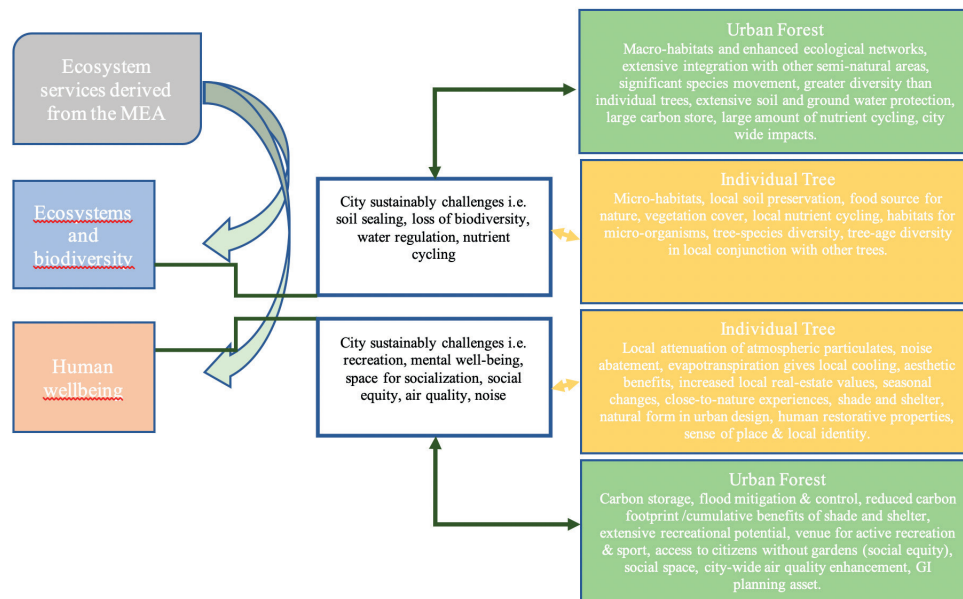 Ecosystem
services derived
from the MEA
Ecosystems
and
biodiversity
Human
wellbeing
City sustainably challenges i.e.
soil sealing, loss of biodiversity,
water regulation, nutrient
cycling
City sustainably challenges i.e.
recreation, mental well-being,
space for socialization, social
equity, air quality, noise
Urban Forest
Macro-habitats and enhanced ecological networks,
extensive integration with other semi-natural areas,
significant species movement, greater diversity than
individual trees, extensive soil and ground water protection,
large carbon store, large amount of nutrient cycling, city
wide impacts.
Individual Tree
Micro-habitats, local soil preservation, food source for
nature, vegetation cover, local nutrient cycling, habitats for
micro-organisms, tree-species diversity, tree-age diversity
in local conjunction with other trees.
Individual Tree
Local attenuation of atmospheric particulates, noise
abatement, evapotranspiration gives local cooling, aesthetic
benefits, increased local real-estate values, seasonal
changes, close-to-nature experiences, shade and shelter,
natural form in urban design, human restorative properties,
sense of place & local identity.
Urban Forest
Carbon storage, flood mitigation & control, reduced carbon
footprint /cumulative benefits of shade and shelter,
extensive recreational potential, venue for active recreation
& sport, access to citizens without gardens (social equity),
social space, city-wide air quality enhancement, GI
planning asset.